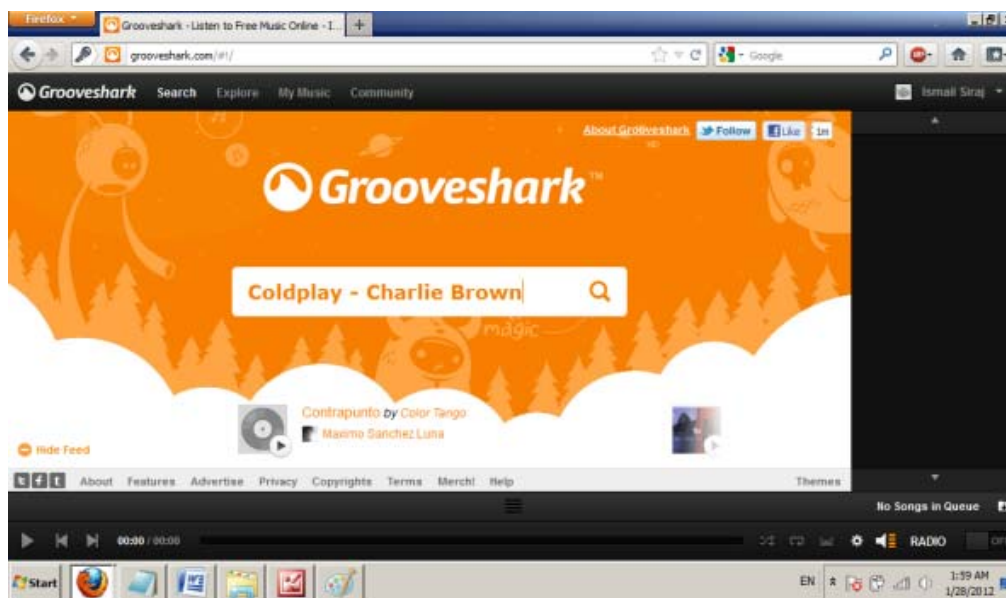 Firefox
Grooveshark - Listen to Free Music Online - I...
grooveshark.com/#!/
Google
Grooveshark Search Explore My Music Community
Ismail Siraj
About Grooveshark Follow Like 1m
Grooveshark™
Coldplay - Charlie Brown
magic
Contrapunto by Color Tango
Maximo Sanchez Luna
Hide Feed
About Features Advertise Privacy Copyrights Terms Merch! Help Themes
No Songs in Queue
00:00 / 00:00 RADIO
Start EN 1:59 AM
1/28/2012